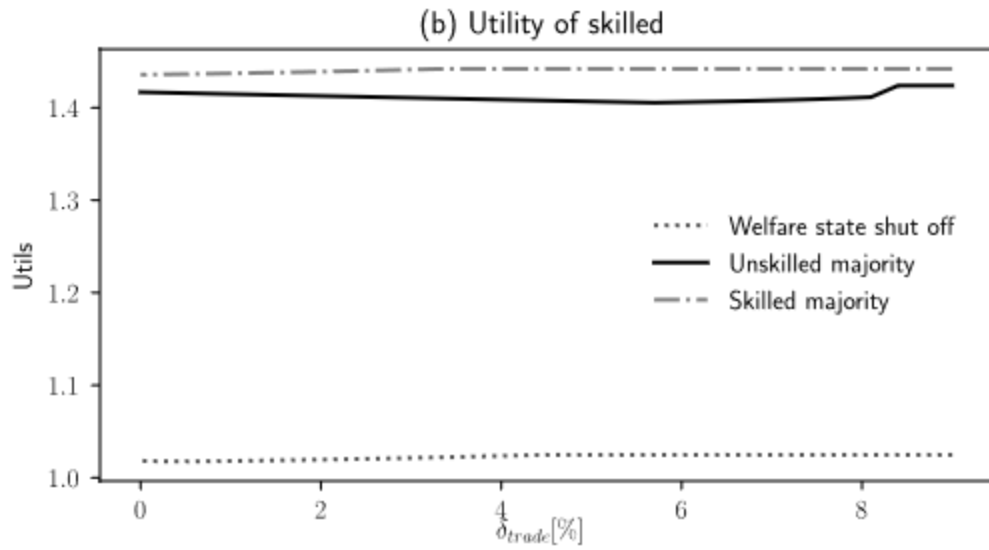 (b) Utility of skilled
Utils
1.4
1.3
1.2
1.1
1.0
Welfare state shut off
Unskilled majority
Skilled majority
0 2 4 6 8
δtrade[%]